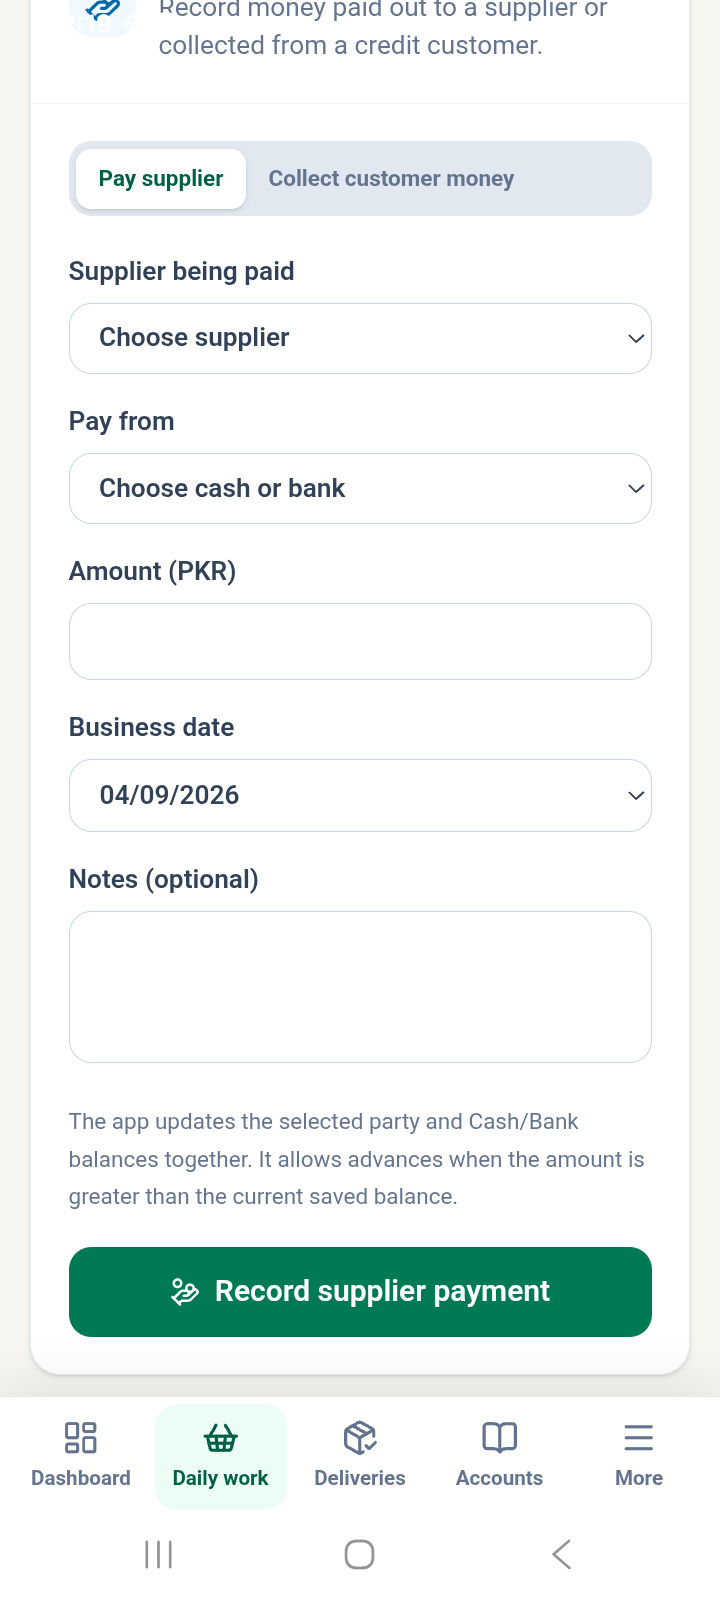 Record money paid out to a supplier or
collected from a credit customer.
Pay supplier
Collect customer money
Supplier being paid
Choose supplier
Pay from
Choose cash or bank
Amount (PKR)
Business date
04/09/2026
Notes (optional)
The app updates the selected party and Cash/Bank
balances together. It allows advances when the amount is
greater than the current saved balance.
Record supplier payment
Dashboard
Daily work
Deliveries
Accounts
More